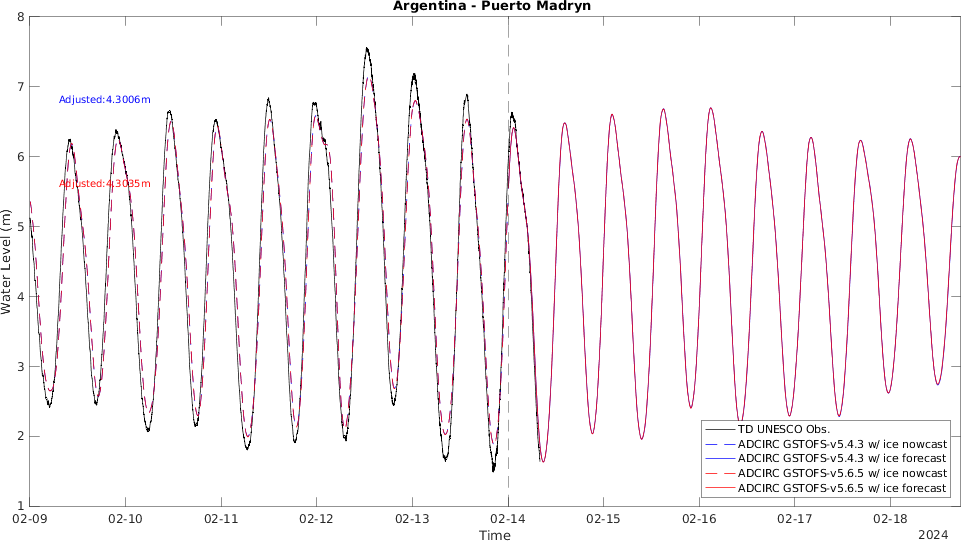 Argentina - Puerto Madryn
8
7
6
5
4
3
2
1
Water Level (m)
Adjusted:4.3006m
Adjusted:4.3035m
TD UNESCO Obs.
ADCIRC GSTOFS-v5.4.3 w/ ice nowcast
ADCIRC GSTOFS-v5.4.3 w/ ice forecast
ADCIRC GSTOFS-v5.6.5 w/ ice nowcast
ADCIRC GSTOFS-v5.6.5 w/ ice forecast
02-09 02-10 02-11 02-12 02-13 02-14 02-15 02-16 02-17 02-18
Time
2024